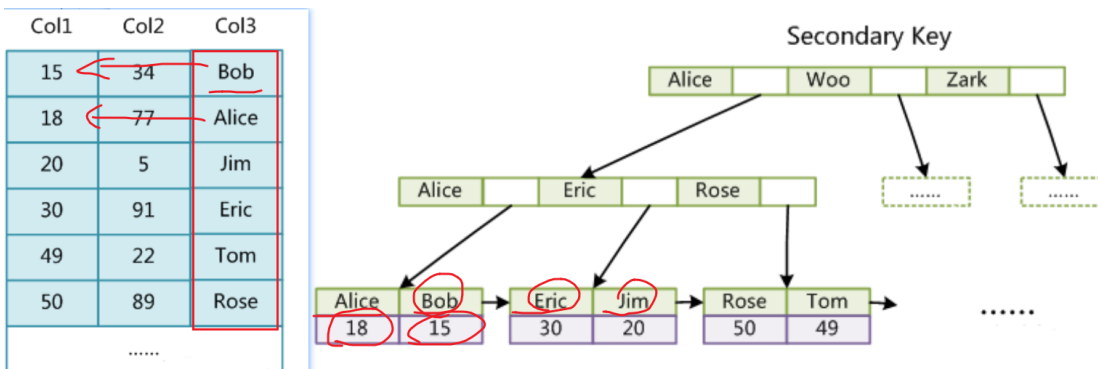 Col1 Col2 Col3
15 34 Bob
18 77 Alice
20 5 Jim
30 91 Eric
49 22 Tom
50 89 Rose
......
Secondary Key
Alice Woo Zark
Alice Eric Rose
...... ......
Alice Bob Eric Jim Rose Tom
18 15 30 20 50 49
......